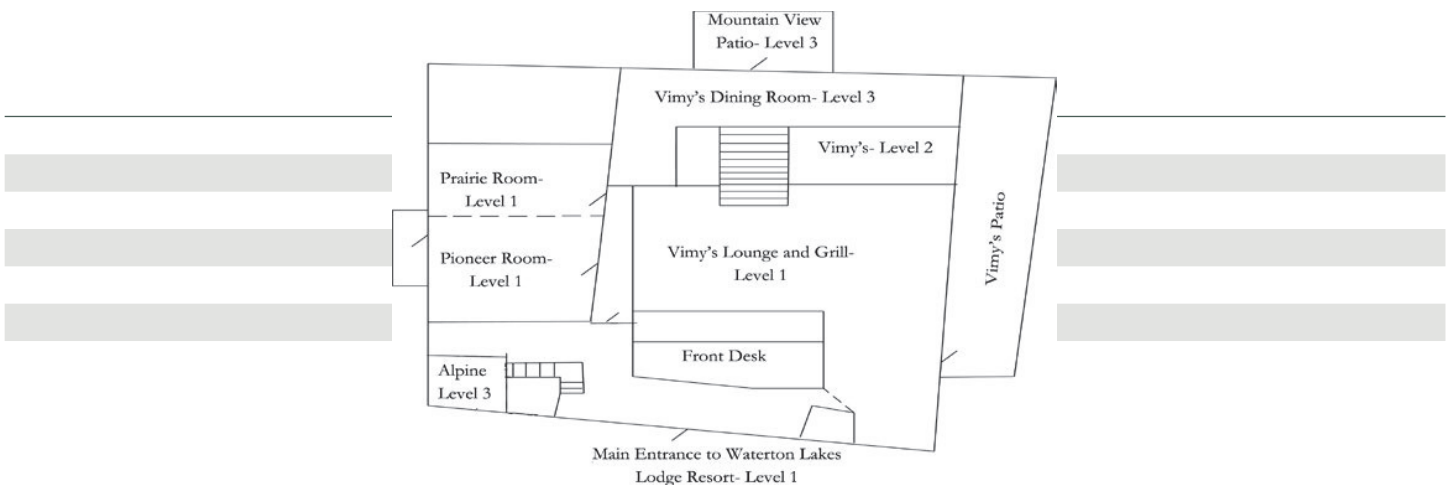 Mountain View
Patio- Level 3
Vimy's Dining Room- Level 3
Vimy's- Level 2
Prairie Room-
Level 1
Vimy's Patio
Pioneer Room-
Level 1
Vimy's Lounge and Grill-
Level 1
Front Desk
Alpine
Level 3
Main Entrance to Waterton Lakes
Lodge Resort- Level 1